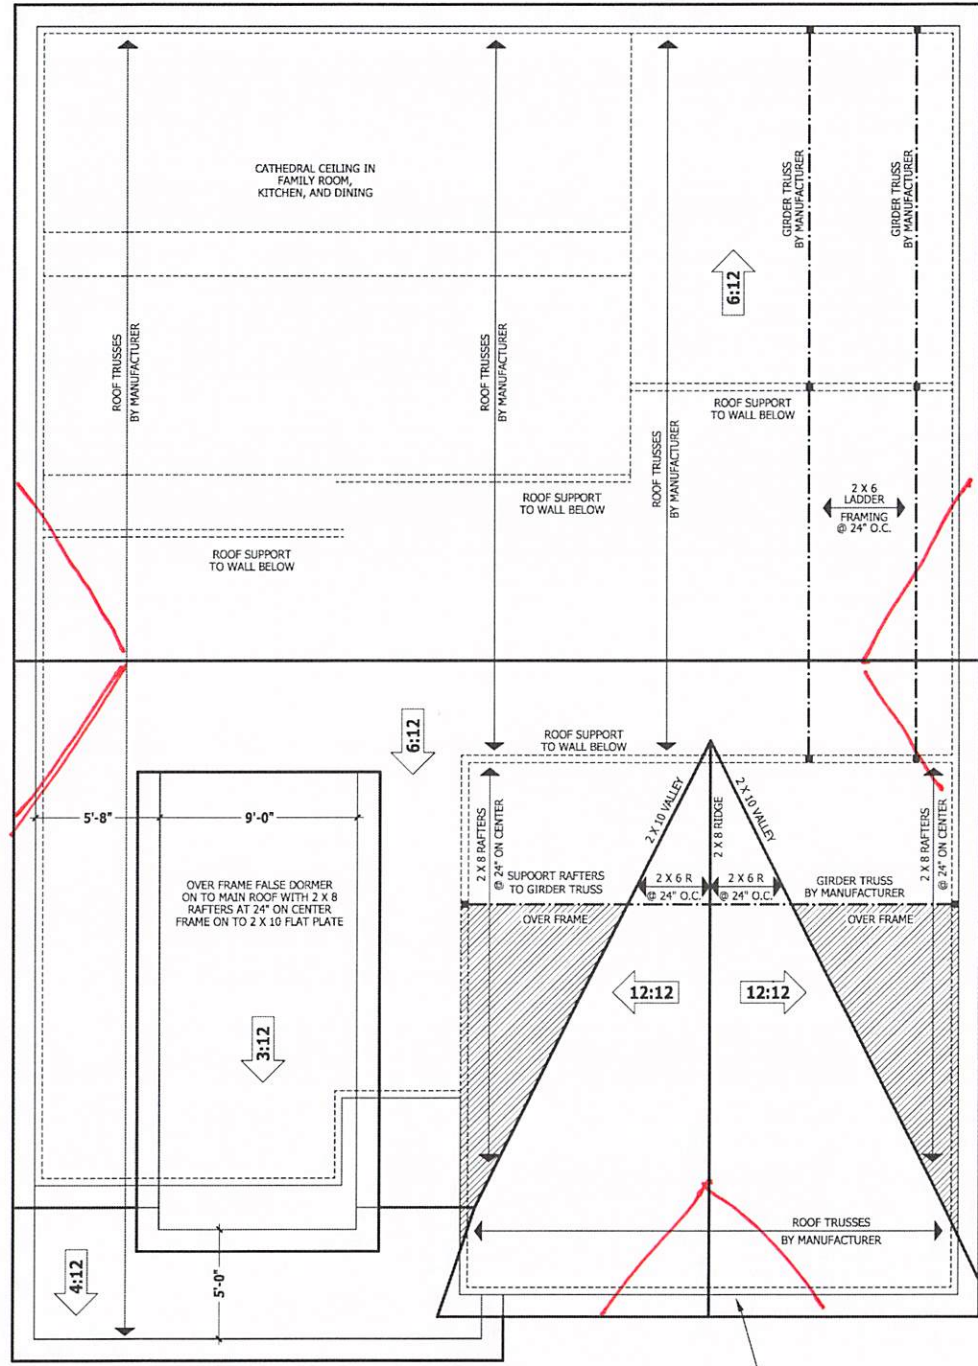 CATHEDRAL CEILING IN
FAMILY ROOM,
KITCHEN, AND DINING
GIRDER TRUSS
BY MANUFACTURER
GIRDER TRUSS
BY MANUFACTURER
6:12
ROOF TRUSSES
BY MANUFACTURER
ROOF TRUSSES
BY MANUFACTURER
ROOF TRUSSES
BY MANUFACTURER
ROOF SUPPORT
TO WALL BELOW
ROOF SUPPORT
TO WALL BELOW
2 X 6
LADDER
FRAMING
@ 24" O.C.
ROOF SUPPORT
TO WALL BELOW
6:12
ROOF SUPPORT
TO WALL BELOW
5'-8"
9'-0"
2 X 8 RAFTERS
@ 24" ON CENTER
2 X 10 VALLEY
2 X 8 RIDGE
2 X 10 VALLEY
2 X 8 RAFTERS
@ 24" ON CENTER
OVER FRAME FALSE DORMER
ON TO MAIN ROOF WITH 2 X 8
RAFTERS AT 24" ON CENTER
FRAME ON TO 2 X 10 FLAT PLATE
SUPOORT RAFTERS
TO GIRDER TRUSS
2 X 6 R
@ 24" O.C.
2 X 6 R
@ 24" O.C.
GIRDER TRUSS
BY MANUFACTURER
OVER FRAME
OVER FRAME
12:12
12:12
3:12
ROOF TRUSSES
BY MANUFACTURER
4:12
5'-0"